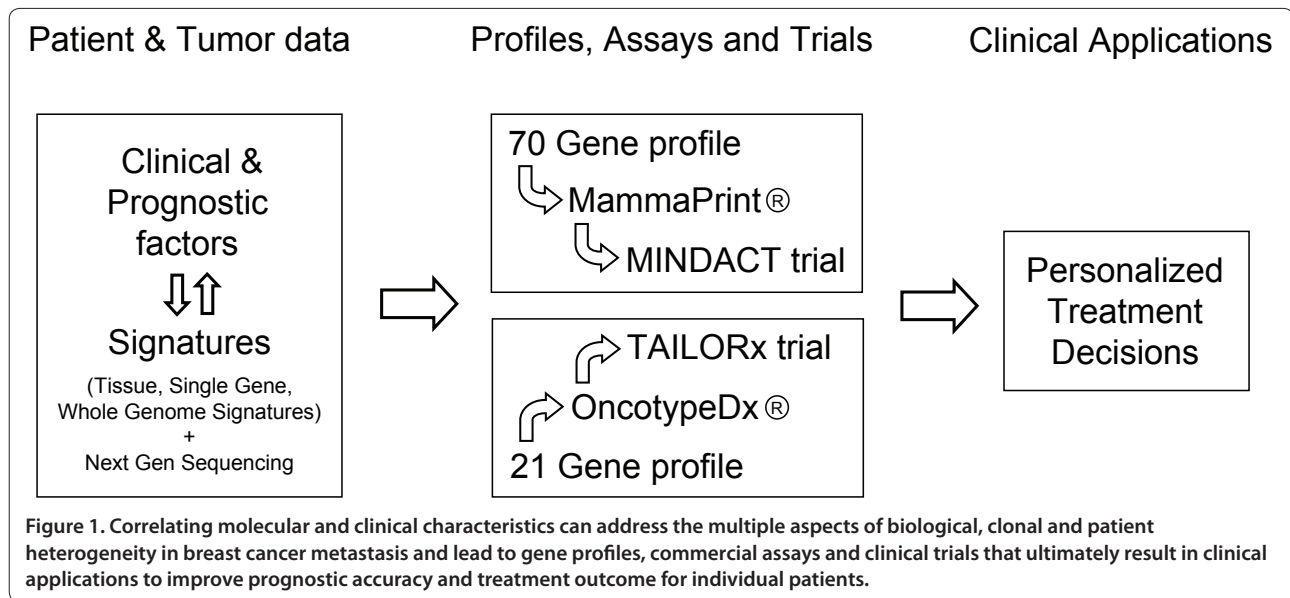 Patient & Tumor data
Clinical &
Prognostic
factors
Signatures
(Tissue, Single Gene,
Whole Genome Signatures)
+
Next Gen Sequencing
Profiles, Assays and Trials
70 Gene profile
MammaPrint ®
MINDACT trial
TAILORx trial
OncotypeDx ®
21 Gene profile
Clinical Applications
Personalized
Treatment
Decisions
Figure 1. Correlating molecular and clinical characteristics can address the multiple aspects of biological, clonal and patient
heterogeneity in breast cancer metastasis and lead to gene profiles, commercial assays and clinical trials that ultimately result in clinical
applications to improve prognostic accuracy and treatment outcome for individual patients.